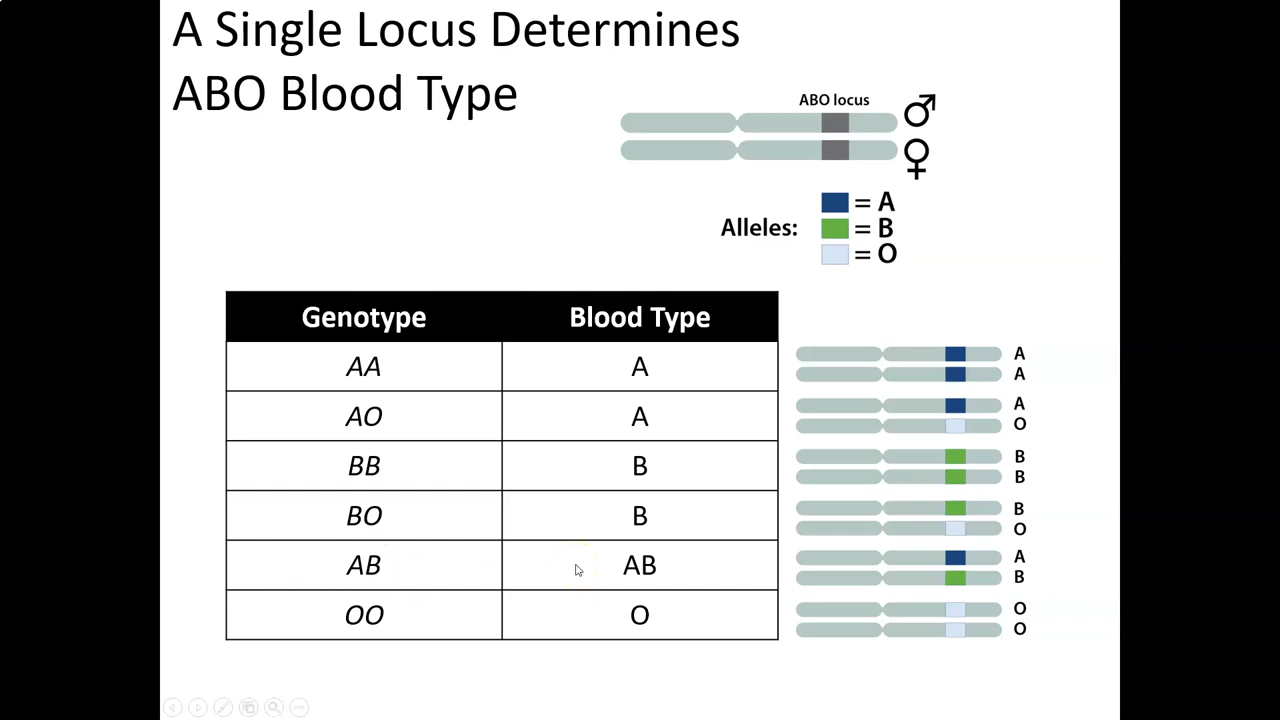 A Single Locus Determines
ABO Blood Type
ABO locus
♂
♀
Alleles:
= A
= B
= O
Genotype Blood Type
AA A
AO A
BB B
BO B
AB AB
OO O
A
A
A
O
B
B
B
O
A
B
O
O